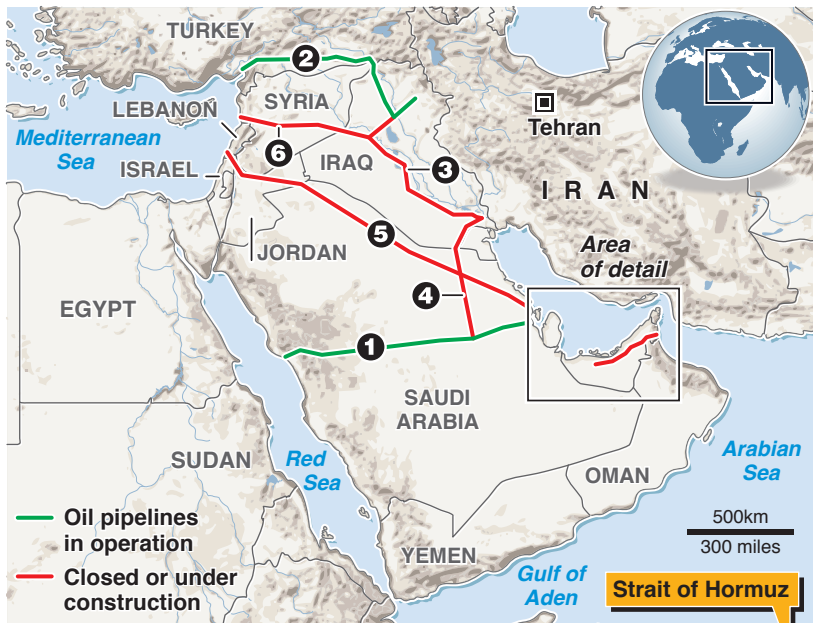 TURKEY
2
LEBANON
SYRIA
Tehran
Mediterranean
Sea
6
ISRAEL
IRAQ
3
IRAN
5
JORDAN
Area
of detail
4
EGYPT
1
SAUDI
ARABIA
SUDAN
Red
Sea
Arabian
Sea
OMAN
Oil pipelines
in operation
500km
300 miles
YEMEN
Closed or under
construction
Gulf of
Aden
Strait of Hormuz